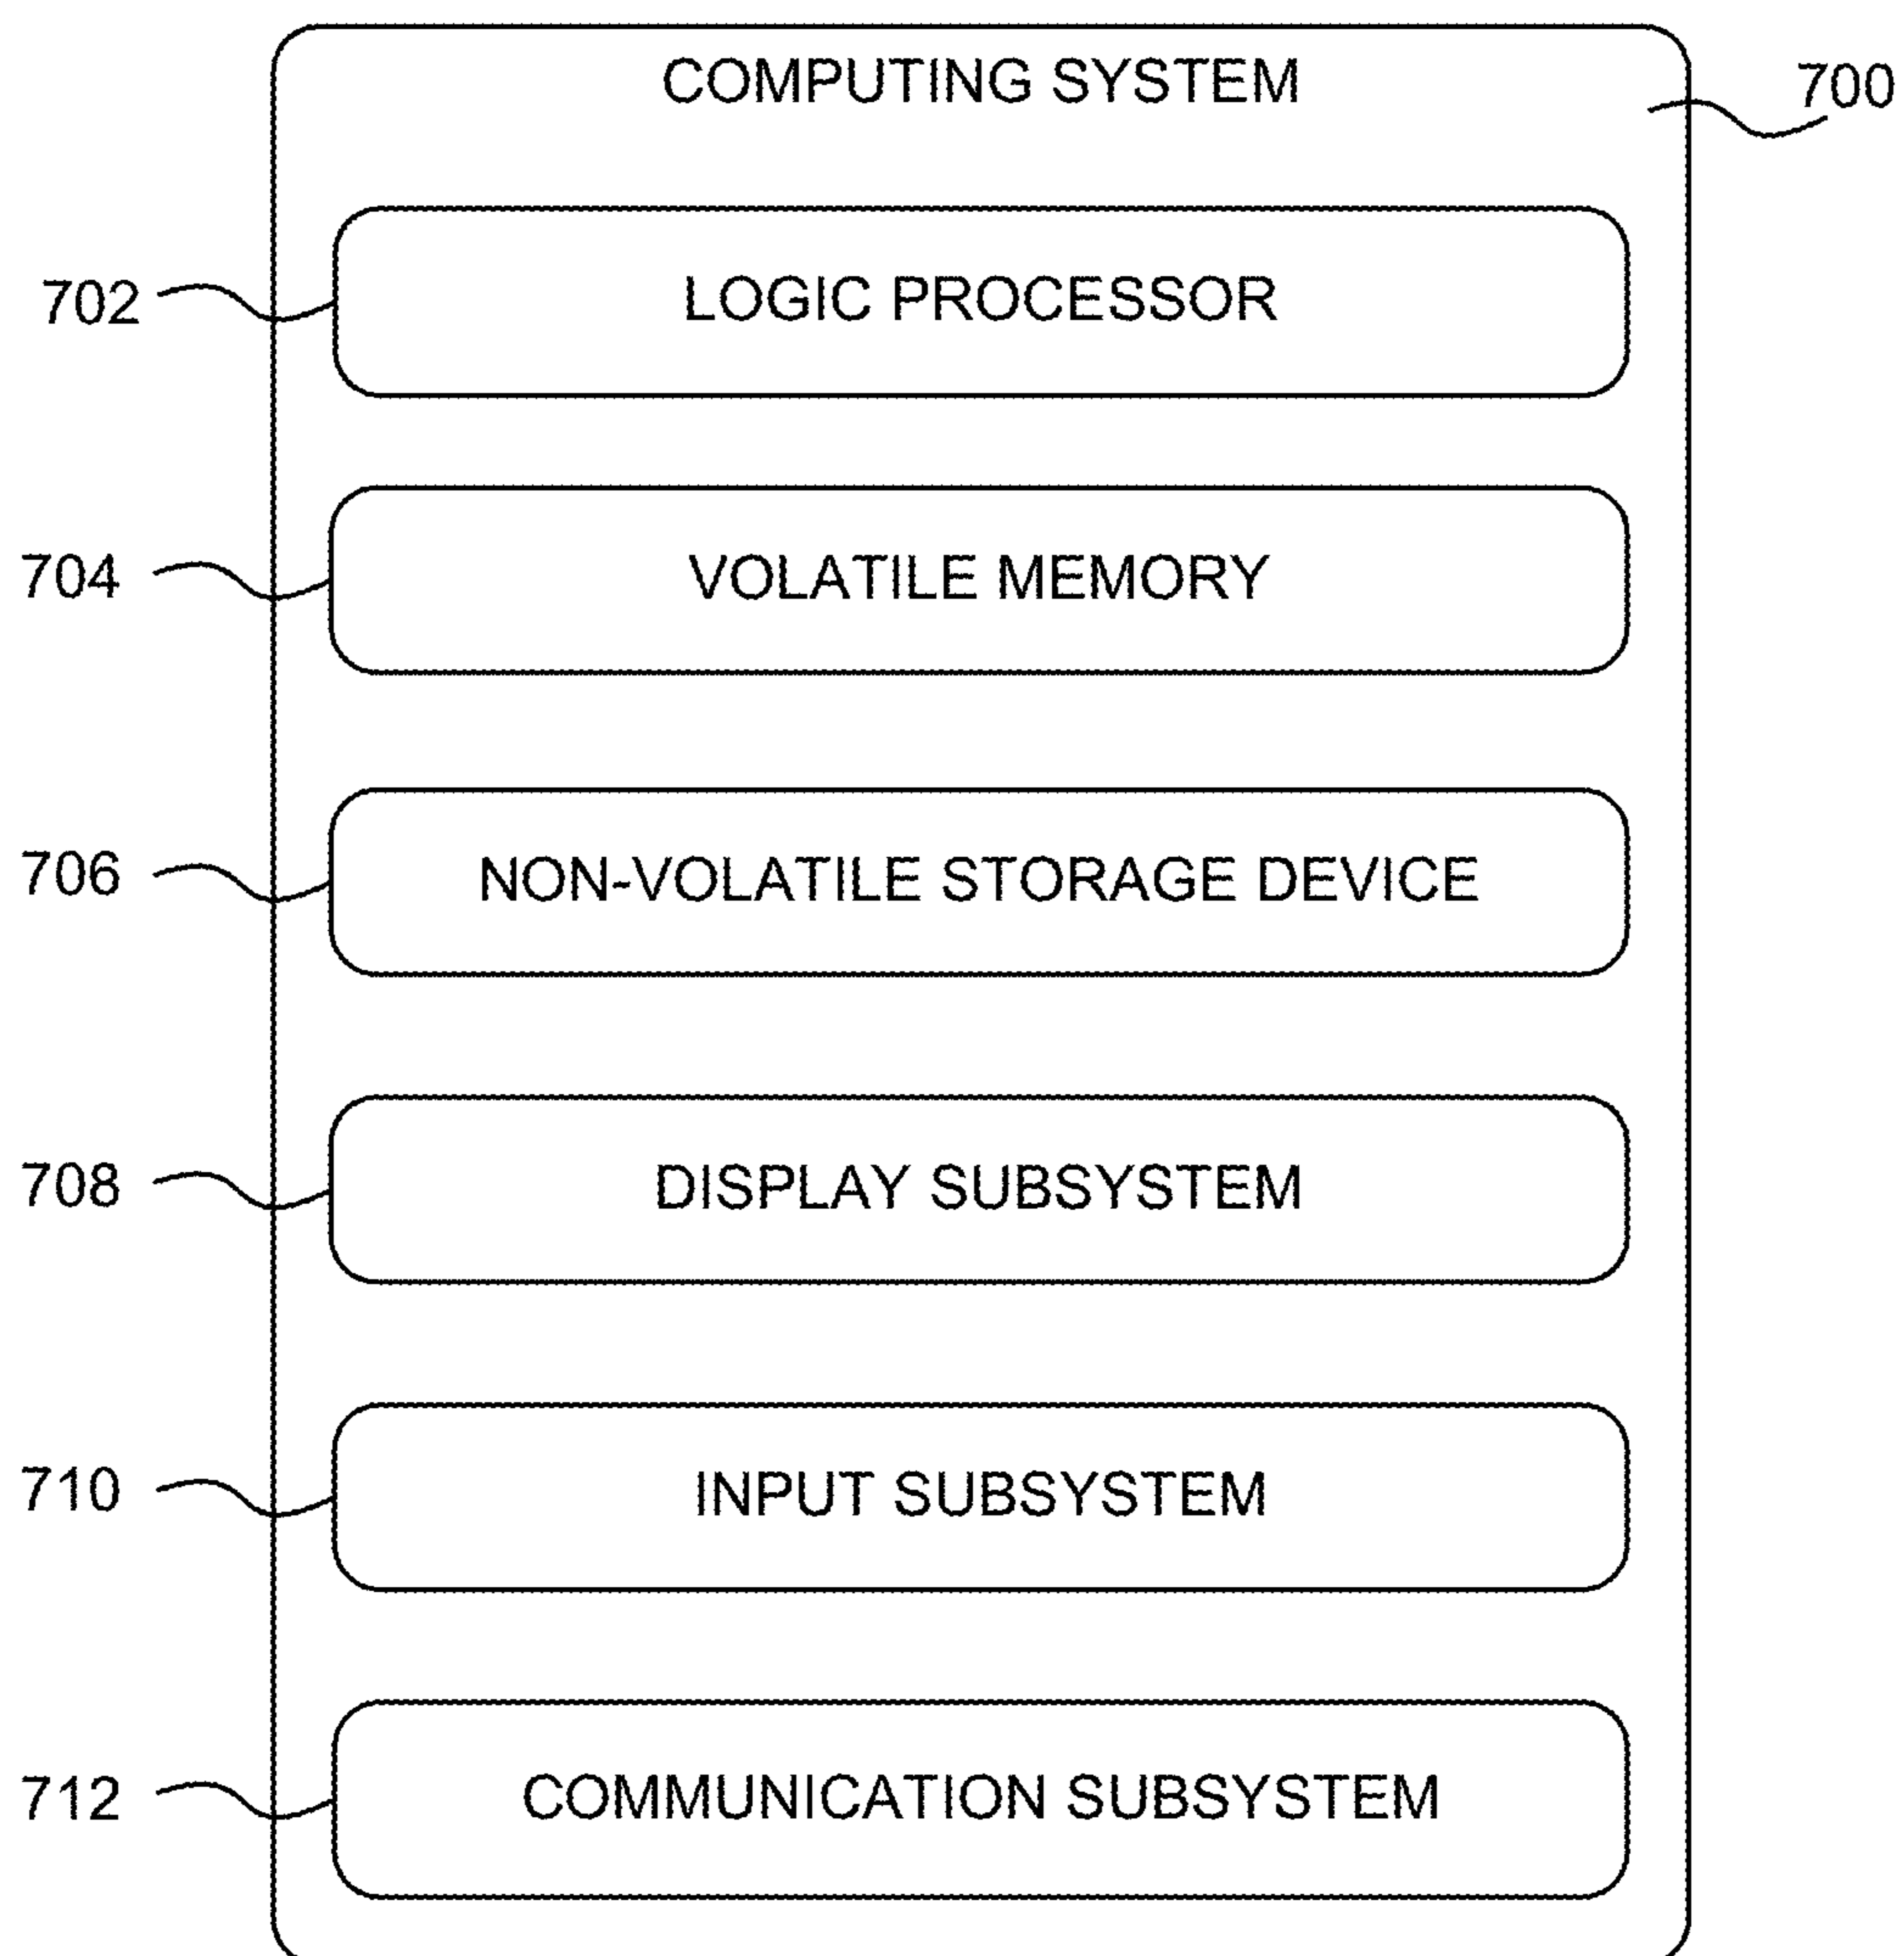 COMPUTING SYSTEM
700
702
LOGIC PROCESSOR
704
VOLATILE MEMORY
706
NON-VOLATILE STORAGE DEVICE
708
DISPLAY SUBSYSTEM
710
INPUT SUBSYSTEM
712
COMMUNICATION SUBSYSTEM